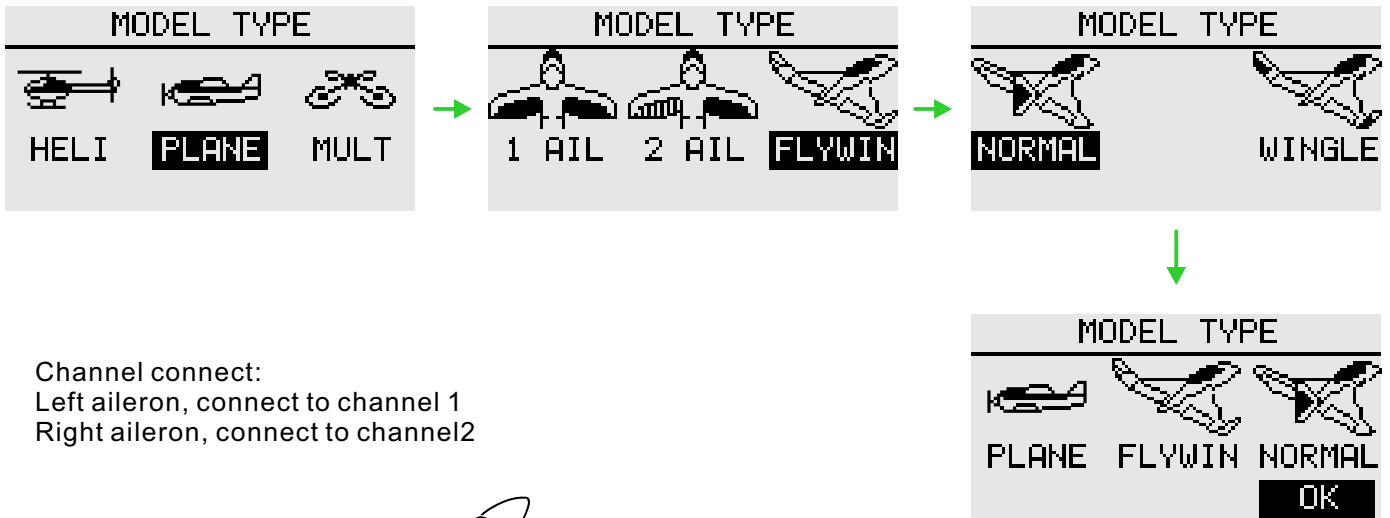 MODEL TYPE
HELI PLANE MULT
MODEL TYPE
1 AIL 2 AIL FLYWIN
MODEL TYPE
NORMAL WINGLE
Channel connect:
Left aileron, connect to channel 1
Right aileron, connect to channel2
MODEL TYPE
PLANE FLYWIN NORMAL
OK